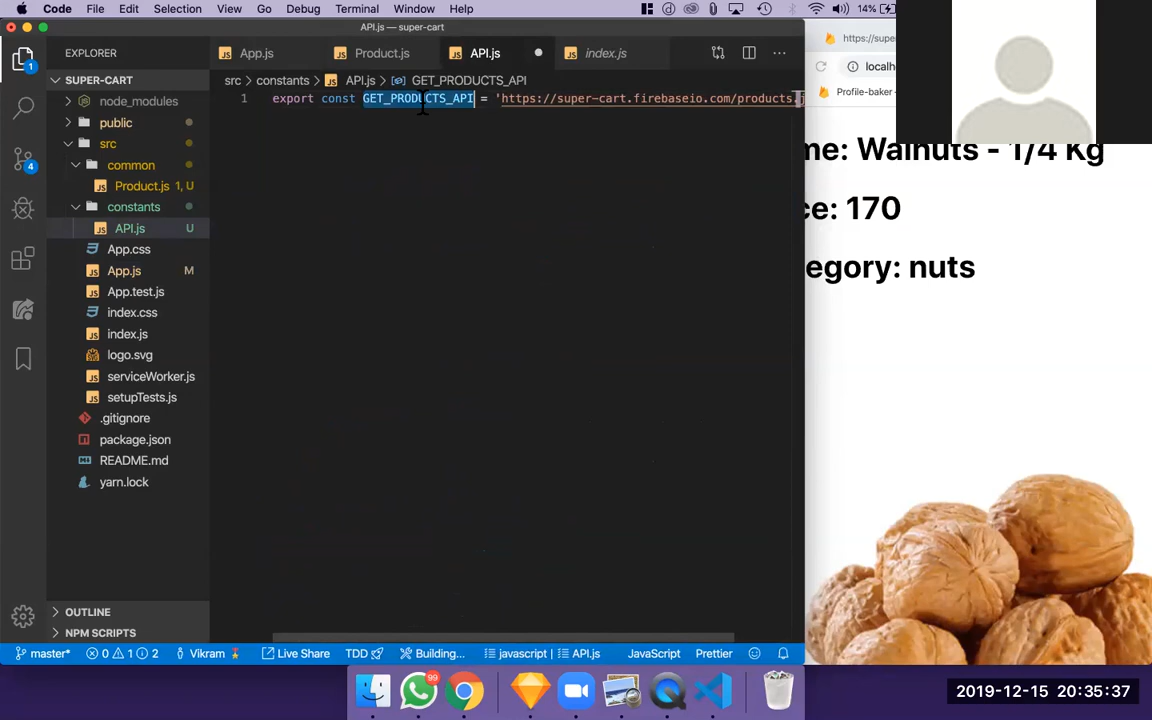 Code File Edit Selection View Go Debug Terminal Window Help 14%
API.js — super-cart
EXPLORER
App.js Product.js API.js index.js
SUPER-CART
src > constants > API.js > GET_PRODUCTS_API
1 export const GET_PRODUCTS_API = 'https://super-cart.firebaseio.com/products.j
node_modules
public
src
common
Product.js 1, U
constants
API.js U
App.css
App.js M
App.test.js
index.css
index.js
logo.svg
serviceWorker.js
setupTests.js
.gitignore
package.json
README.md
yarn.lock
OUTLINE
NPM SCRIPTS
1
4
master* 0 1 2 Vikram Live Share TDD Building... javascript | API.js JavaScript Prettier
https://supe
localh
Profile-baker
me: Walnuts - 1/4 Kg
ce: 170
egory: nuts
99
2019-12-15 20:35:37